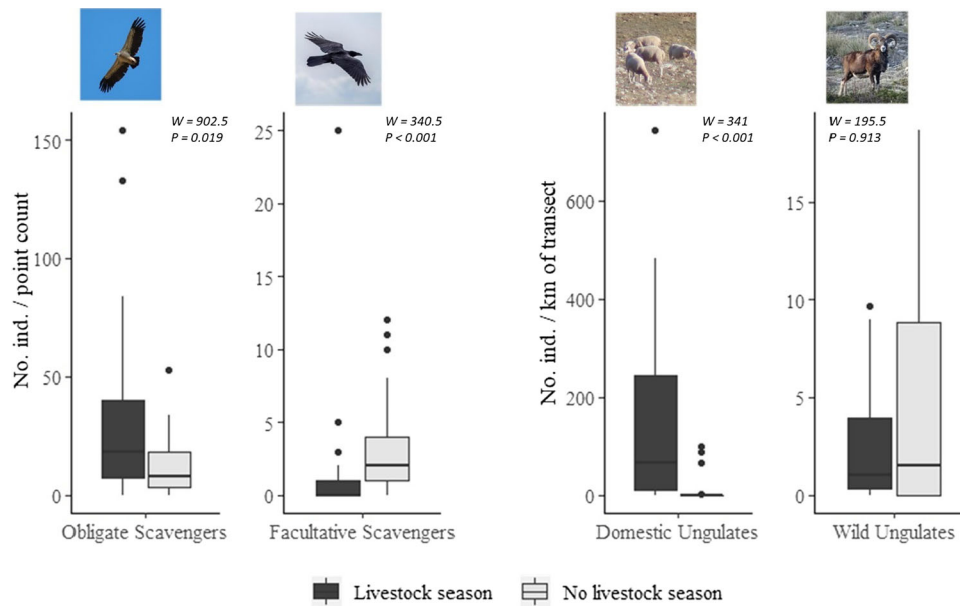 W = 902.5
P = 0.019
W = 340.5
P < 0.001
W = 341
P < 0.001
W = 195.5
P = 0.913
No. ind. / point count
150
100
50
0
25
20
15
10
5
0
No. ind. / km of transect
600
400
200
0
15
10
5
0
Obligate Scavengers
Facultative Scavengers
Domestic Ungulates
Wild Ungulates
Livestock season
No livestock season